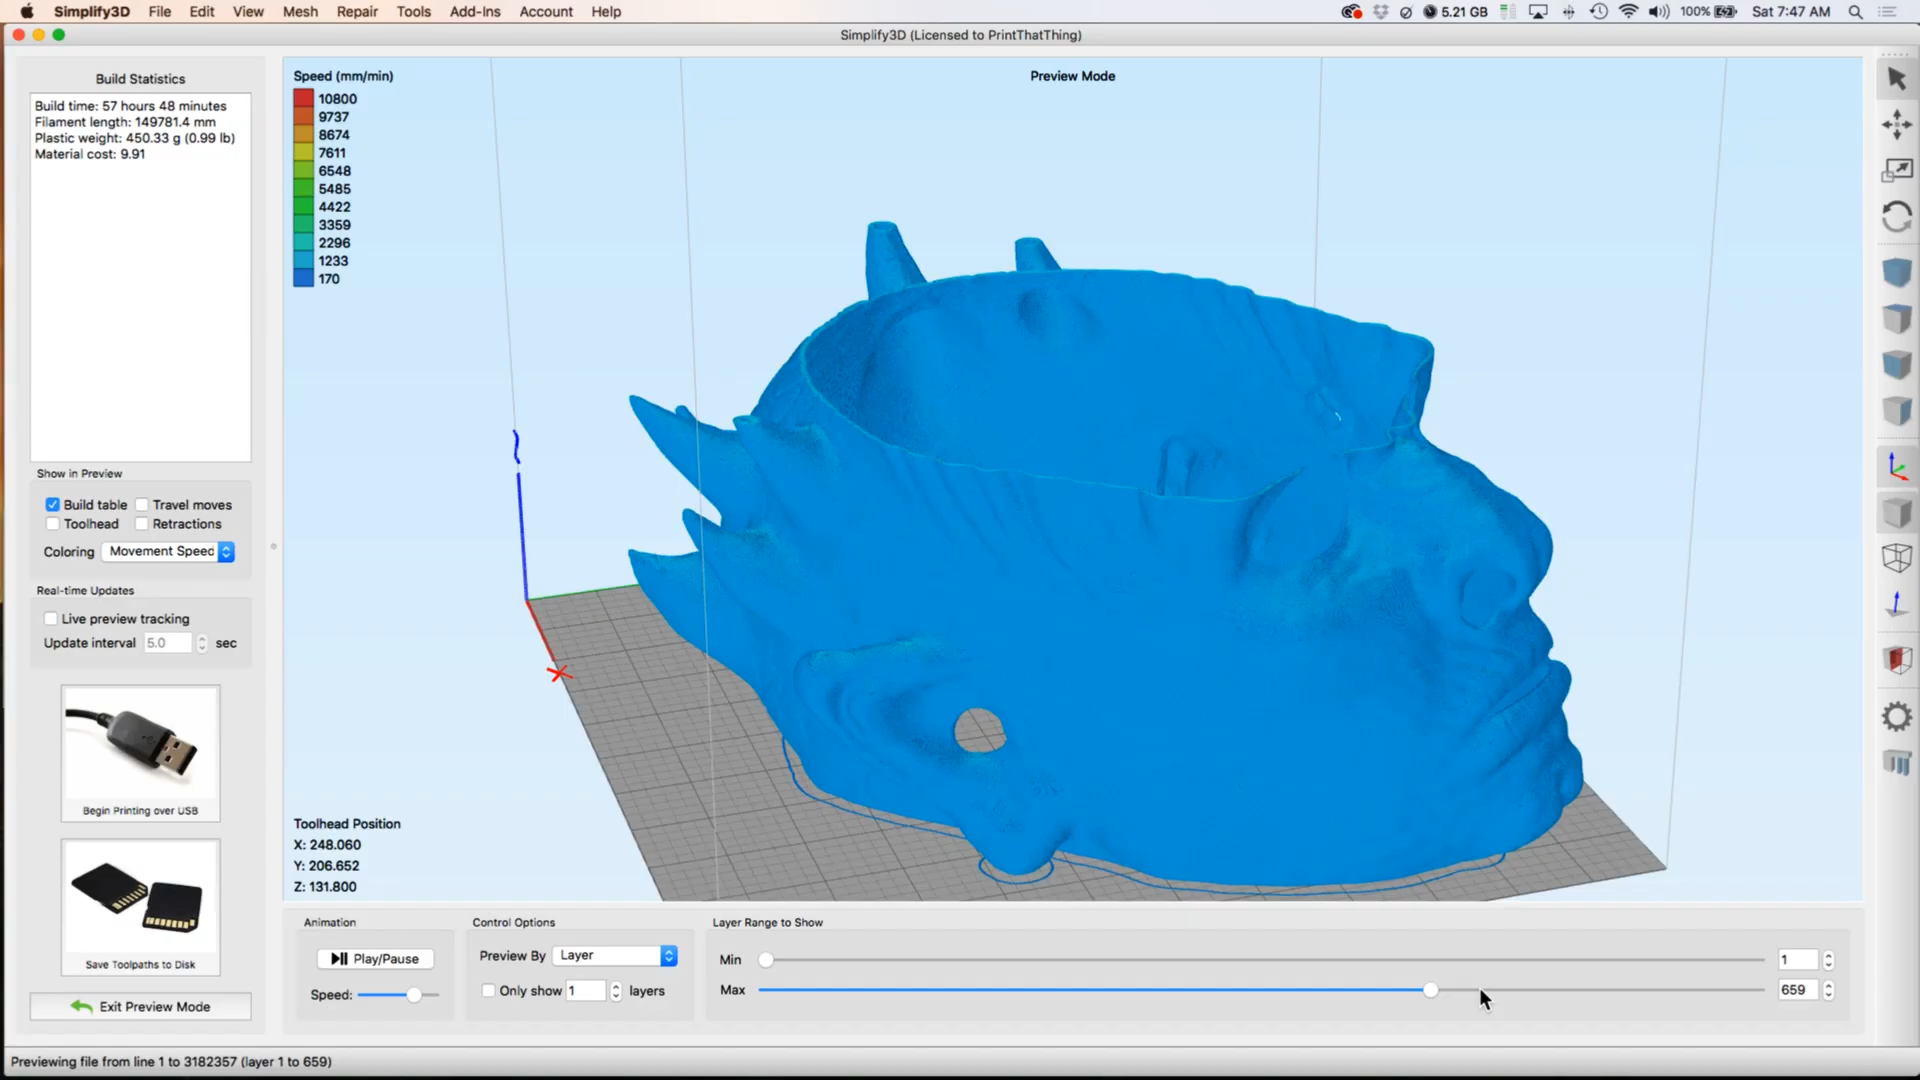 Simplify3D File Edit View Mesh Repair Tools Add-Ins Account Help 5.21 GB 100% Sat 7:47 AM
Simplify3D (Licensed to PrintThatThing)
Build Statistics
Build time: 57 hours 48 minutes
Filament length: 149781.4 mm
Plastic weight: 450.33 g (0.99 lb)
Material cost: 9.91
Show in Preview
Build table Travel moves
Toolhead Retractions
Coloring Movement Speed
Real-time Updates
Live preview tracking
Update interval 5.0 sec
Begin Printing over USB
Save Toolpaths to Disk
Exit Preview Mode
Speed (mm/min)
10800
9737
8674
7611
6548
5485
4422
3359
2296
1233
170
Preview Mode
Toolhead Position
X: 248.060
Y: 206.652
Z: 131.800
Animation
Play/Pause
Speed:
Control Options
Preview By Layer
Only show 1 layers
Layer Range to Show
Min 1
Max 659
Previewing file from line 1 to 3182357 (layer 1 to 659)